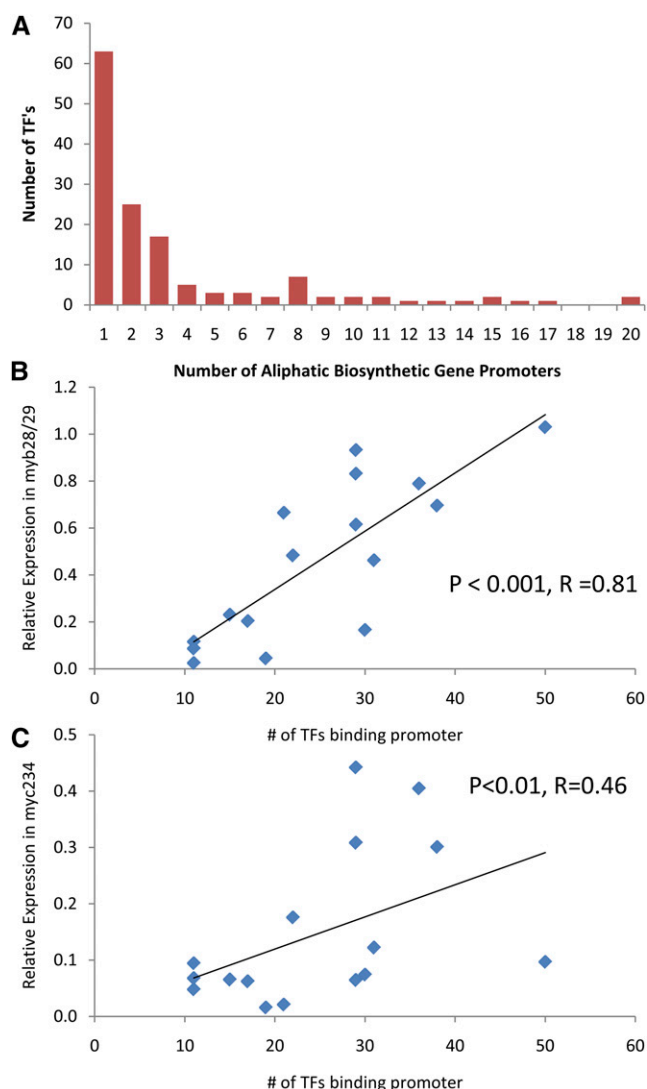 A
70
60
50
40
30
20
10
0
Number of TF's
1 2 3 4 5 6 7 8 9 10 11 12 13 14 15 16 17 18 19 20
Number of Aliphatic Biosynthetic Gene Promoters
B
1.2
1.0
0.8
0.6
0.4
0.2
0.0
Relative Expression in myb28/29
P < 0.001, R =0.81
0 10 20 30 40 50 60
# of TFs binding promoter
C
0.5
0.4
0.3
0.2
0.1
0.0
Relative Expression in myc234
P<0.01, R=0.46
0 10 20 30 40 50 60
# of TFs binding promoter